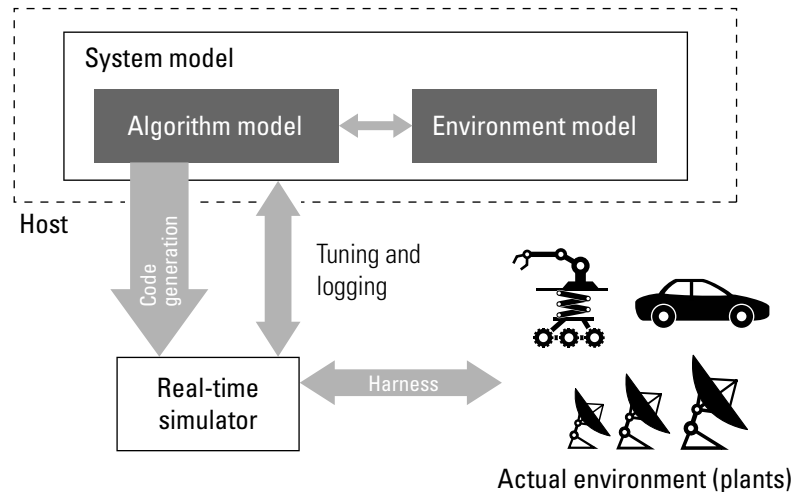 System model
Algorithm model
Environment model
Host
Code
generation
Tuning and
logging
Real-time
simulator
Harness
Actual environment (plants)